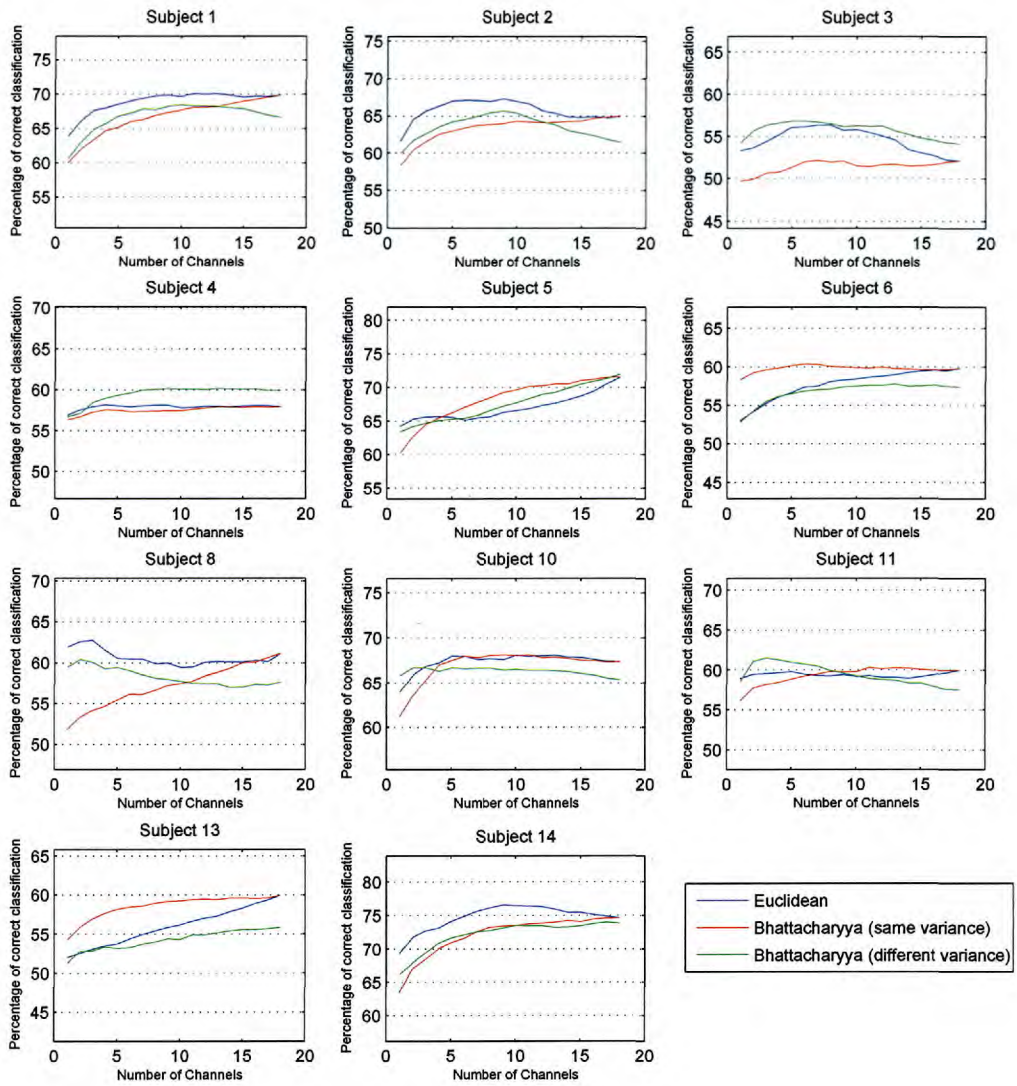 Subject 1
Percentage of correct classification
75
70
65
60
55
0 5 10 15 20
Number of Channels
Subject 2
Percentage of correct classification
75
70
65
60
55
50
0 5 10 15 20
Number of Channels
Subject 3
Percentage of correct classification
65
60
55
50
45
0 5 10 15 20
Number of Channels
Subject 4
Percentage of correct classification
70
65
60
55
50
0 5 10 15 20
Number of Channels
Subject 5
Percentage of correct classification
80
75
70
65
60
55
0 5 10 15 20
Number of Channels
Subject 6
Percentage of correct classification
65
60
55
50
45
0 5 10 15 20
Number of Channels
Subject 8
Percentage of correct classification
70
65
60
55
50
0 5 10 15 20
Number of Channels
Subject 10
Percentage of correct classification
75
70
65
60
0 5 10 15 20
Number of Channels
Subject 11
Percentage of correct classification
70
65
60
55
50
0 5 10 15 20
Number of Channels
Subject 13
Percentage of correct classification
65
60
55
50
45
0 5 10 15 20
Number of Channels
Subject 14
Percentage of correct classification
80
75
70
65
60
0 5 10 15 20
Number of Channels
Euclidean
Bhattacharyya (same variance)
Bhattacharyya (different variance)